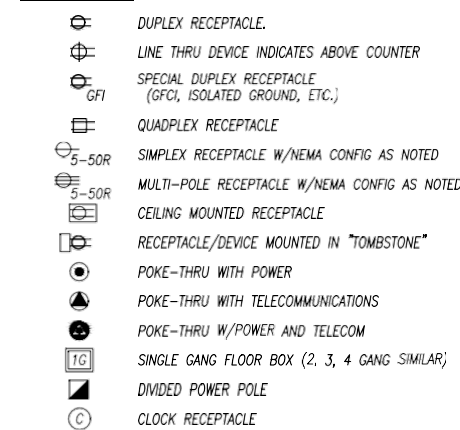 DUPLEX RECEPTACLE.
LINE THRU DEVICE INDICATES ABOVE COUNTER
GFI SPECIAL DUPLEX RECEPTACLE
(GFCI, ISOLATED GROUND, ETC.)
QUADPLEX RECEPTACLE
5-50R SIMPLEX RECEPTACLE W/NEMA CONFIG AS NOTED
5-50R MULTI-POLE RECEPTACLE W/NEMA CONFIG AS NOTED
CEILING MOUNTED RECEPTACLE
RECEPTACLE/DEVICE MOUNTED IN "TOMBSTONE"
POKE-THRU WITH POWER
POKE-THRU WITH TELECOMMUNICATIONS
POKE-THRU W/POWER AND TELECOM
1G SINGLE GANG FLOOR BOX (2, 3, 4 GANG SIMILAR)
DIVIDED POWER POLE
C CLOCK RECEPTACLE